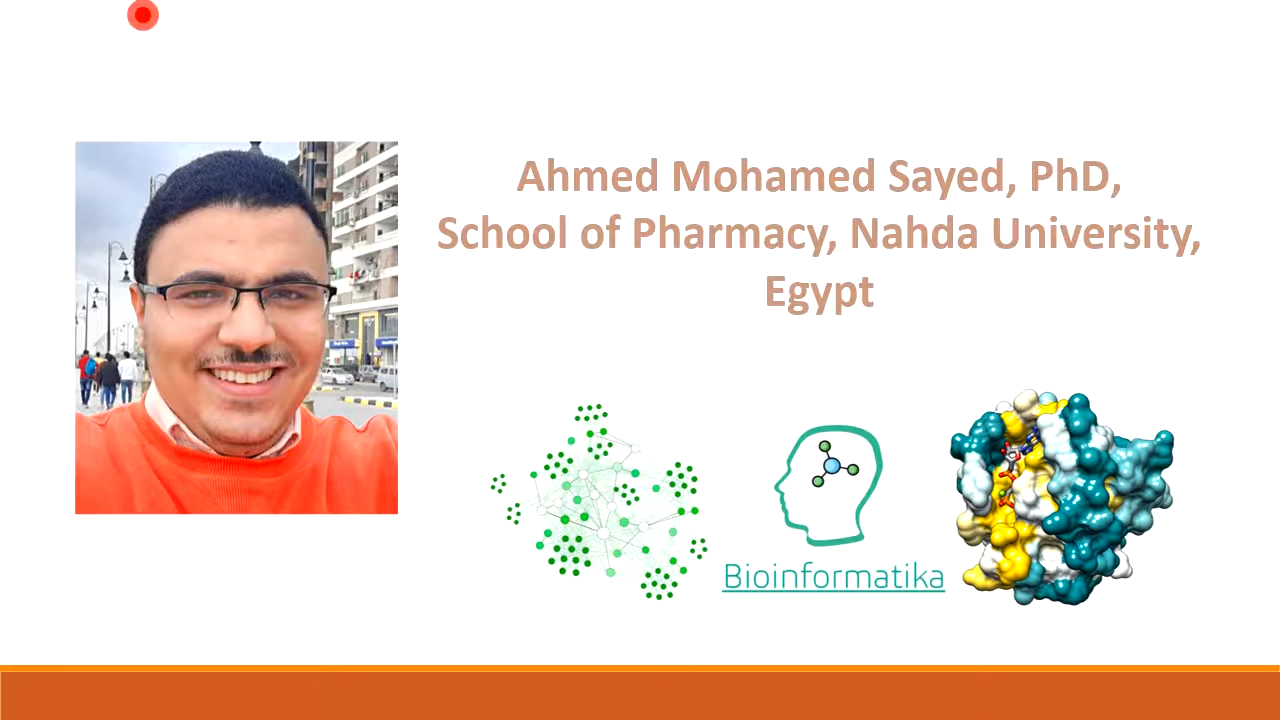 Ahmed Mohamed Sayed, PhD,
School of Pharmacy, Nahda University,
Egypt
Bioinformatika